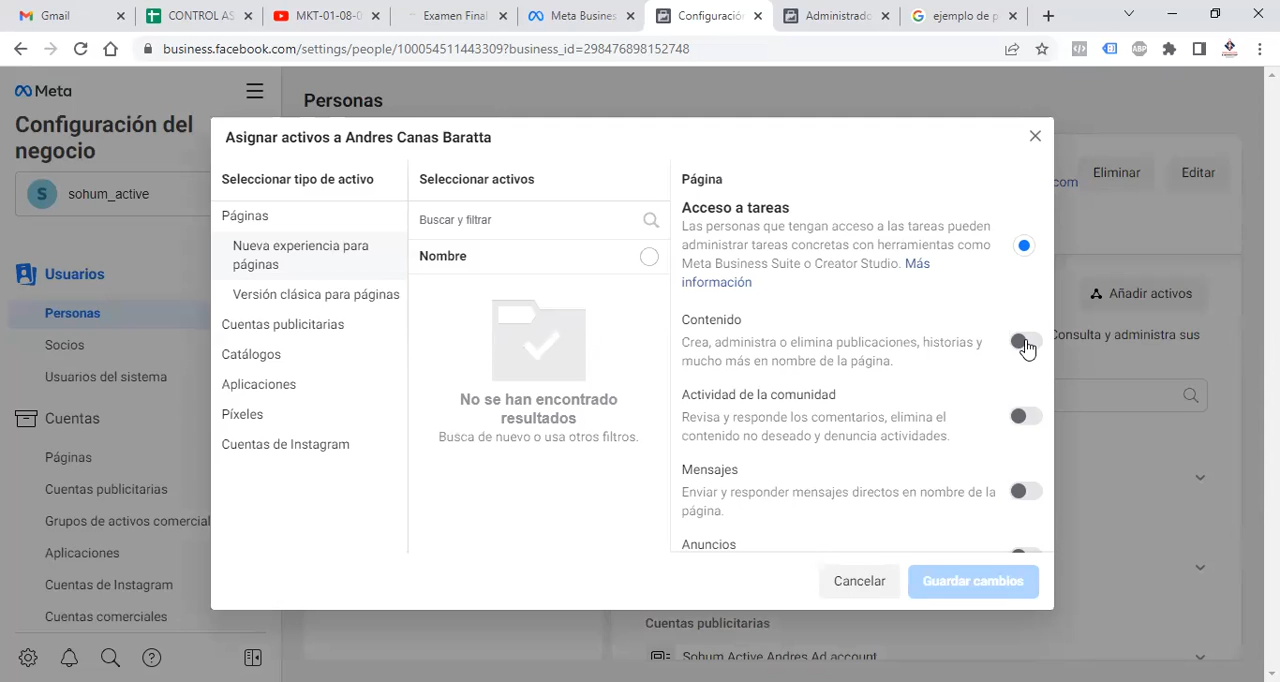 Gmail
CONTROL AS
MKT-01-08-0
Examen Final
Meta Busines
Configuració
Administrado
ejemplo de p
business.facebook.com/settings/people/100054511443309?business_id=298476898152748
ABP
Meta
Configuración del
negocio
S
sohum_active
Usuarios
Personas
Socios
Usuarios del sistema
Cuentas
Páginas
Cuentas publicitarias
Grupos de activos comercial
Aplicaciones
Cuentas de Instagram
Cuentas comerciales
Personas
com
Eliminar
Editar
Añadir activos
Consulta y administra sus
Cuentas publicitarias
Sohum Active Andres Ad account
Asignar activos a Andres Canas Baratta
Seleccionar tipo de activo
Páginas
Nueva experiencia para
páginas
Versión clásica para páginas
Cuentas publicitarias
Catálogos
Aplicaciones
Píxeles
Cuentas de Instagram
Seleccionar activos
Buscar y filtrar
Nombre
No se han encontrado
resultados
Busca de nuevo o usa otros filtros.
Página
Acceso a tareas
Las personas que tengan acceso a las tareas pueden
administrar tareas concretas con herramientas como
Meta Business Suite o Creator Studio. Más
información
Contenido
Crea, administra o elimina publicaciones, historias y
mucho más en nombre de la página.
Actividad de la comunidad
Revisa y responde los comentarios, elimina el
contenido no deseado y denuncia actividades.
Mensajes
Enviar y responder mensajes directos en nombre de la
página.
Anuncios
Cancelar
Guardar cambios